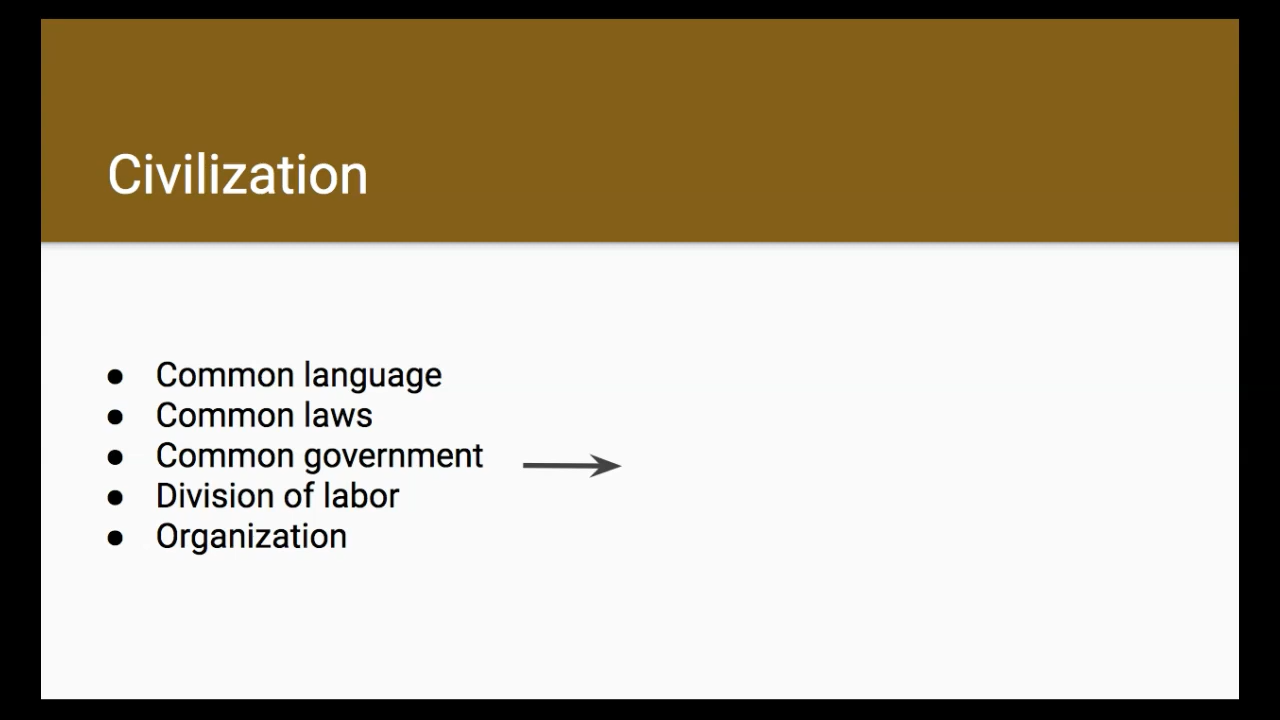 Civilization
● Common language
● Common laws
● Common government
● Division of labor
● Organization